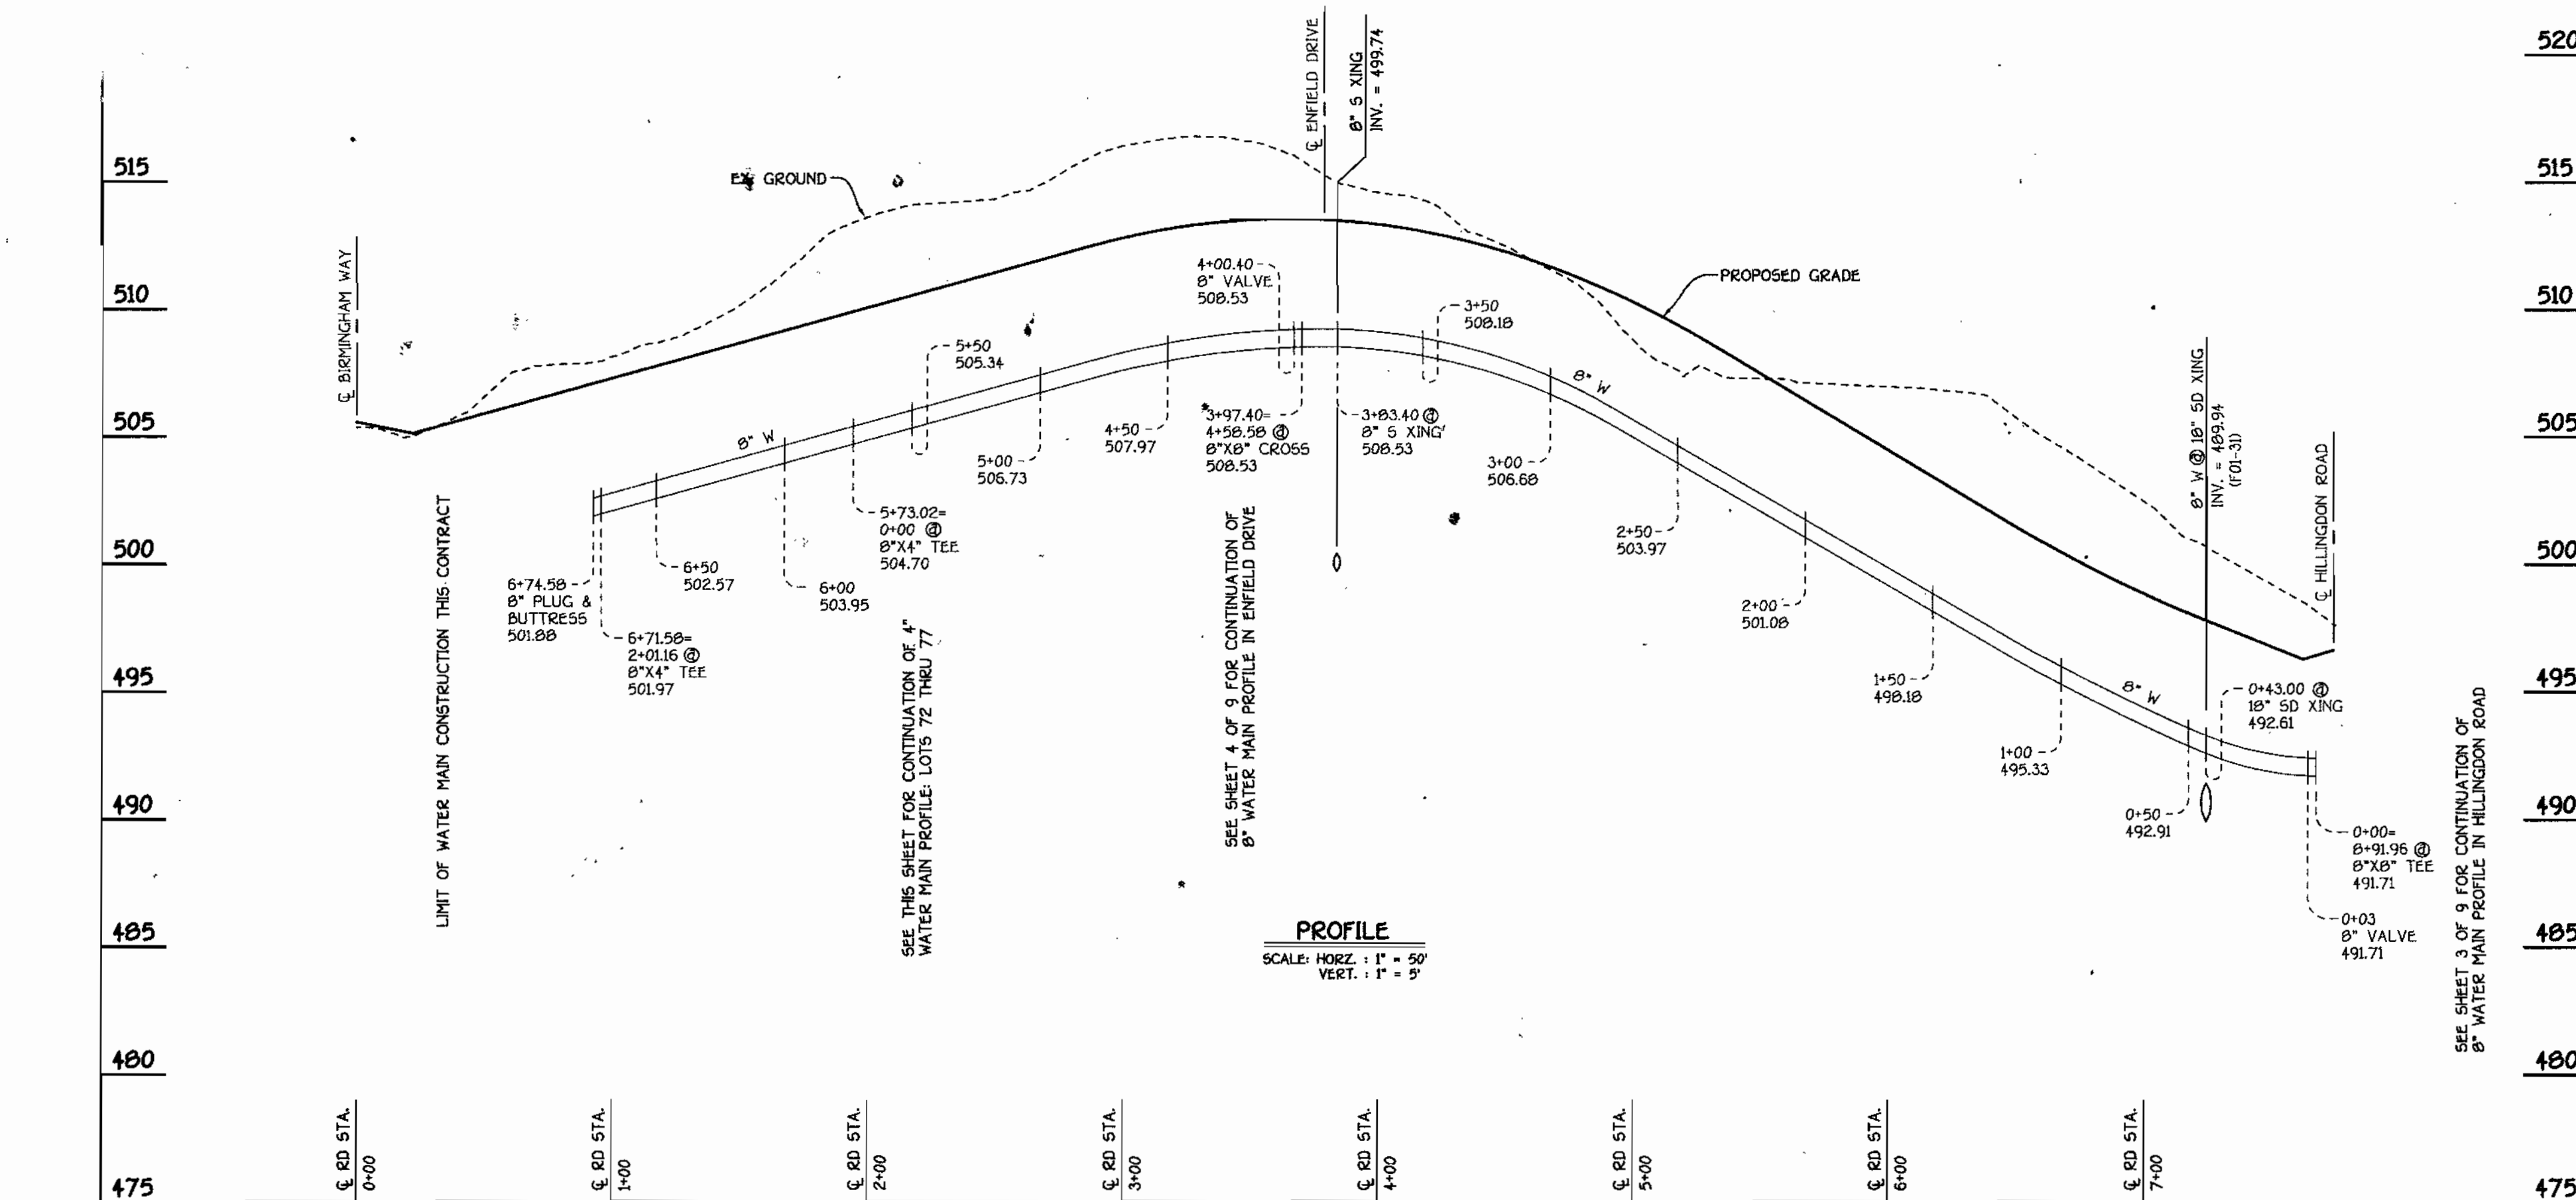 520
515
510
505
500
495
490
485
480
475
520
515
510
505
500
495
490
485
480
475
℄ BIRMINGHAM WAY
EX. GROUND
℄ ENFIELD DRIVE
8" S XING
INV. = 499.74
PROPOSED GRADE
4+00.40
8" VALVE
508.53
3+50
508.18
5+50
505.34
8" W
4+50
507.97
5+00
506.73
3+97.40=
4+58.58 @
8"X8" CROSS
508.53
3+83.40 @
8" S XING
508.53
8" W
3+00
506.68
2+50
503.97
2+00
501.08
1+50
498.18
1+00
495.33
8" W
0+50
492.91
8" W @ 18" SD XING
INV. = 489.94
(F01-31)
℄ HILLINGDON ROAD
0+43.00 @
18" SD XING
492.61
0+00=
8+91.96 @
8"X8" TEE
491.71
0+03
8" VALVE
491.71
5+73.02=
0+00 @
8"X4" TEE
504.70
6+00
503.95
6+50
502.57
6+74.58
8" PLUG &
BUTTRESS
501.88
6+71.58=
2+01.16 @
8"X4" TEE
501.97
LIMIT OF WATER MAIN CONSTRUCTION THIS CONTRACT
SEE THIS SHEET FOR CONTINUATION OF 4"
WATER MAIN PROFILE: LOTS 72 THRU 77
SEE SHEET 4 OF 9 FOR CONTINUATION OF
8" WATER MAIN PROFILE IN ENFIELD DRIVE
SEE SHEET 3 OF 9 FOR CONTINUATION OF
8" WATER MAIN PROFILE IN HILLINGDON ROAD
PROFILE
SCALE: HORZ. : 1" = 50'
VERT. : 1" = 5'
℄ RD STA.
0+00
℄ RD STA.
1+00
℄ RD STA.
2+00
℄ RD STA.
3+00
℄ RD STA.
4+00
℄ RD STA.
5+00
℄ RD STA.
6+00
℄ RD STA.
7+00